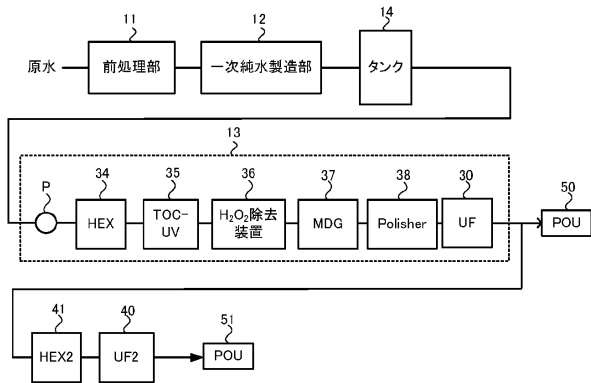 11
12
14
原水
前処理部
一次純水製造部
タンク
13
P
34
35
36
37
38
30
50
HEX
TOC-
UV
H₂O₂除去
装置
MDG
Polisher
UF
POU
41
40
51
HEX2
UF2
POU